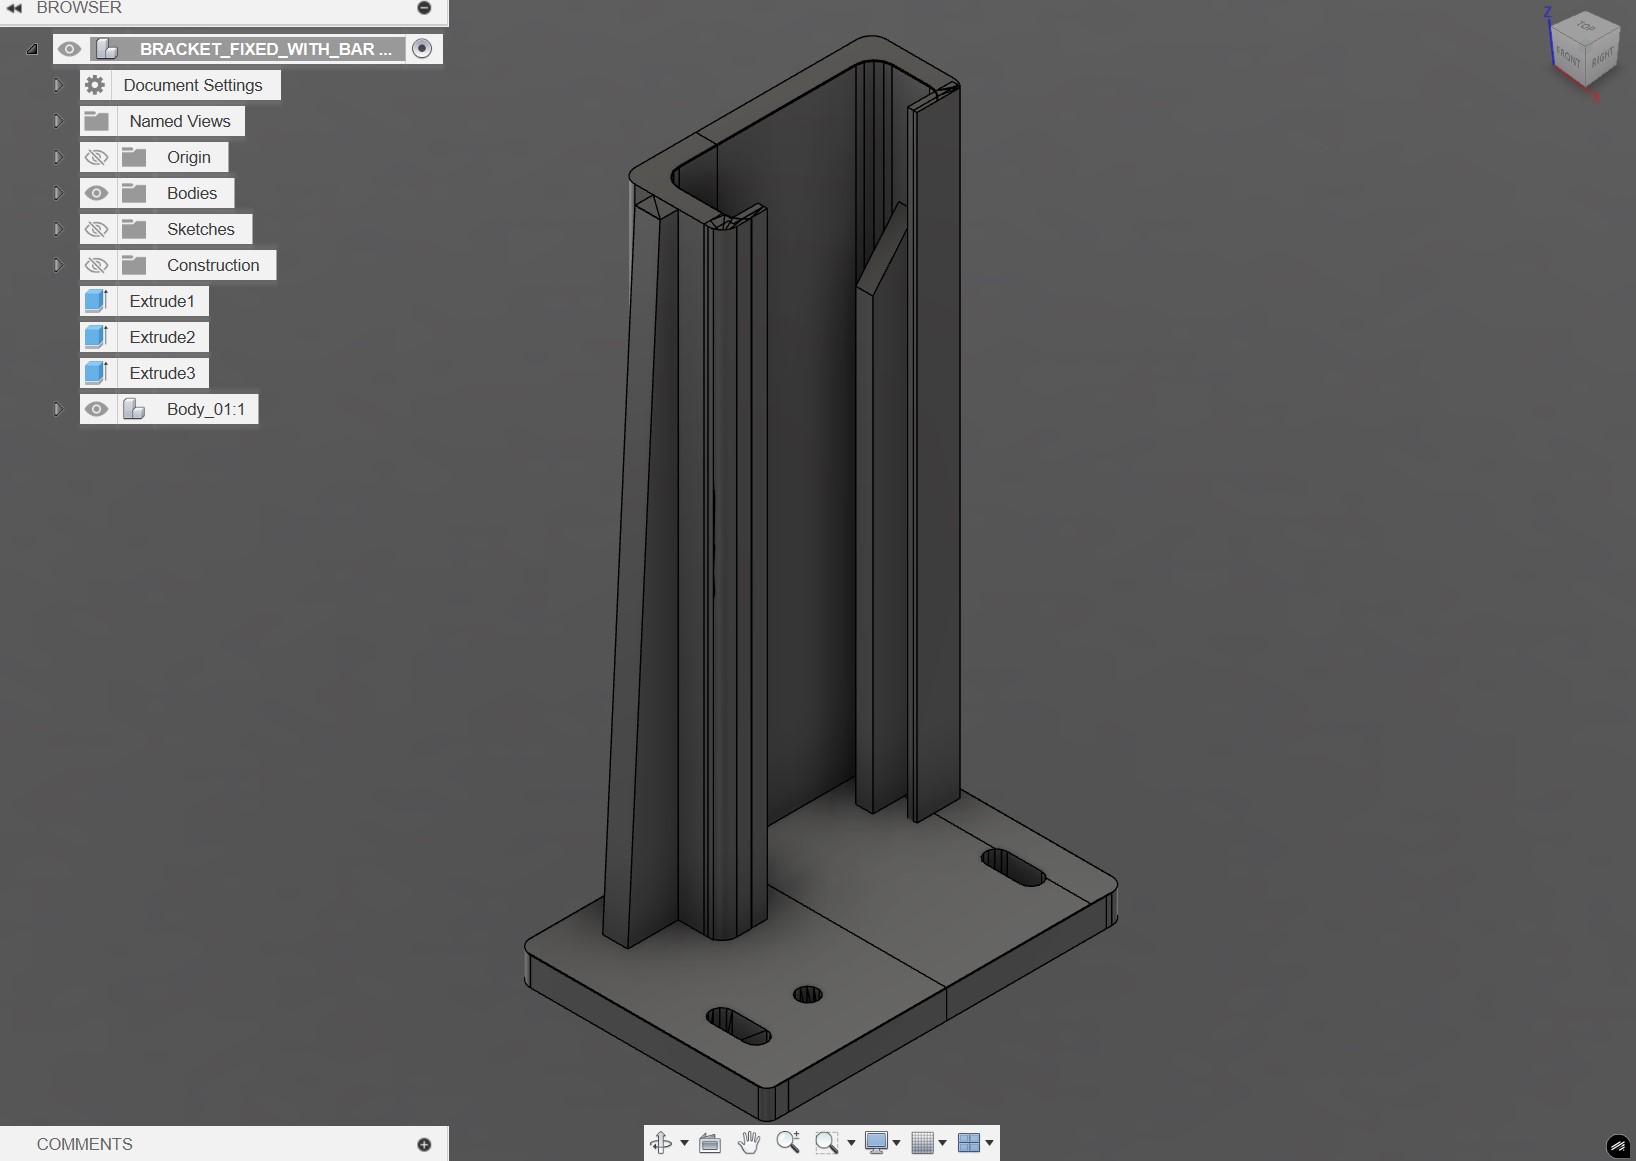 BROWSER
BRACKET_FIXED_WITH_BAR ...
Document Settings
Named Views
Origin
Bodies
Sketches
Construction
Extrude1
Extrude2
Extrude3
Body_01:1
COMMENTS
Z
TOP
FRONT
RIGHT
X